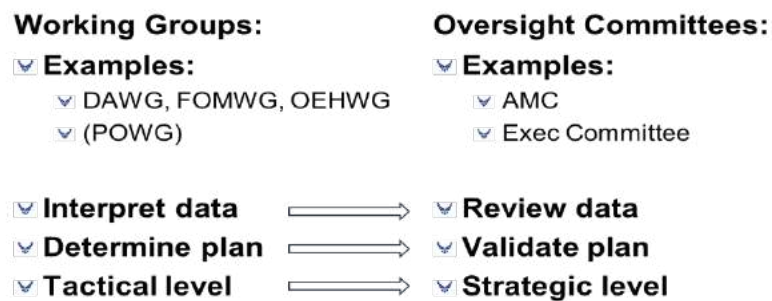 Working Groups:
Examples:
DAWG, FOMWG, OEHWG
(POWG)
Oversight Committees:
Examples:
AMC
Exec Committee
Interpret data
Review data
Determine plan
Validate plan
Tactical level
Strategic level